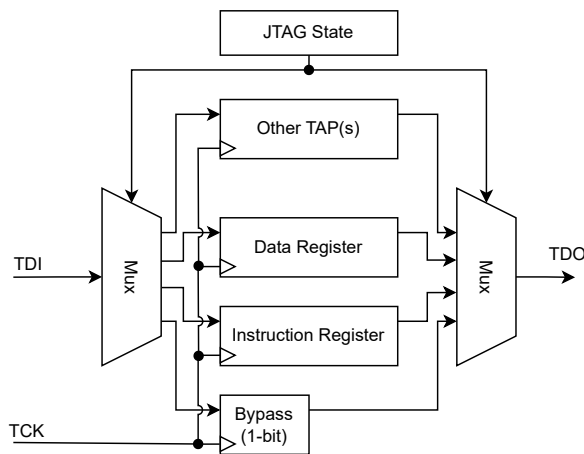 JTAG State
Other TAP(s)
Data Register
TDI
Mux
Mux
TDO
Instruction Register
Bypass
(1-bit)
TCK